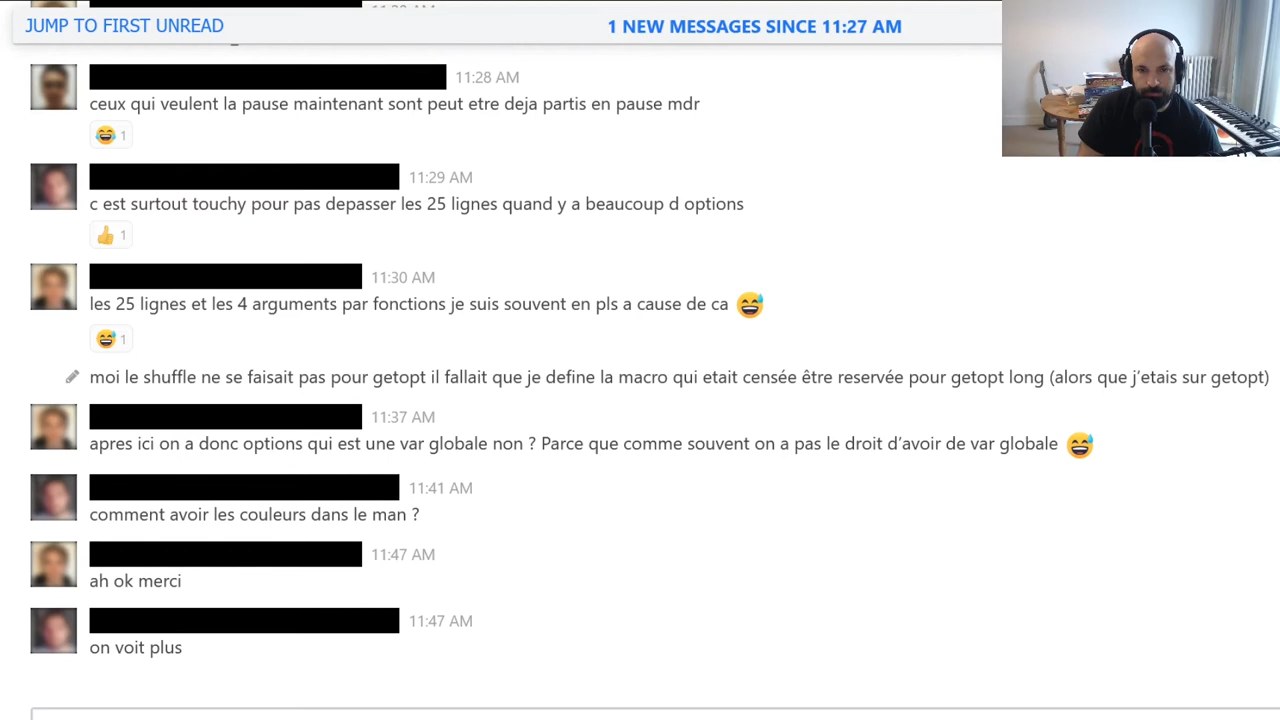 JUMP TO FIRST UNREAD
1 NEW MESSAGES SINCE 11:27 AM
11:28 AM
ceux qui veulent la pause maintenant sont peut etre deja partis en pause mdr
1
11:29 AM
c est surtout touchy pour pas depasser les 25 lignes quand y a beaucoup d options
1
11:30 AM
les 25 lignes et les 4 arguments par fonctions je suis souvent en pls a cause de ca
1
moi le shuffle ne se faisait pas pour getopt il fallait que je define la macro qui etait censée être reservée pour getopt long (alors que j’etais sur getopt)
11:37 AM
apres ici on a donc options qui est une var globale non ? Parce que comme souvent on a pas le droit d’avoir de var globale
11:41 AM
comment avoir les couleurs dans le man ?
11:47 AM
ah ok merci
11:47 AM
on voit plus